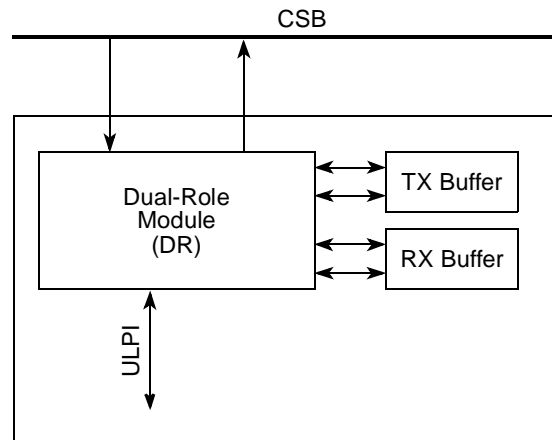 CSB
Dual-Role
Module
(DR)
TX Buffer
RX Buffer
ULPI